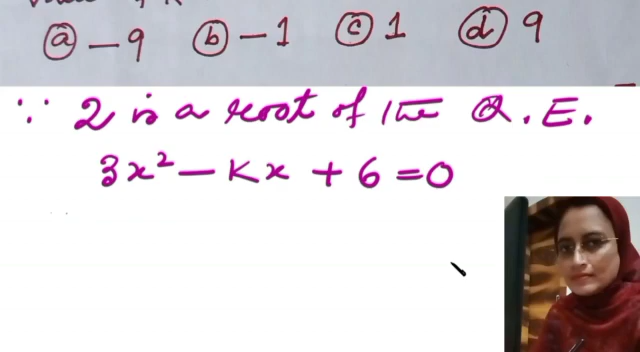 ⓐ -9 ⓑ -1 ⓒ 1 ⓓ 9
∵ 2 is a root of the Q.E.
3x² - Kx + 6 = 0